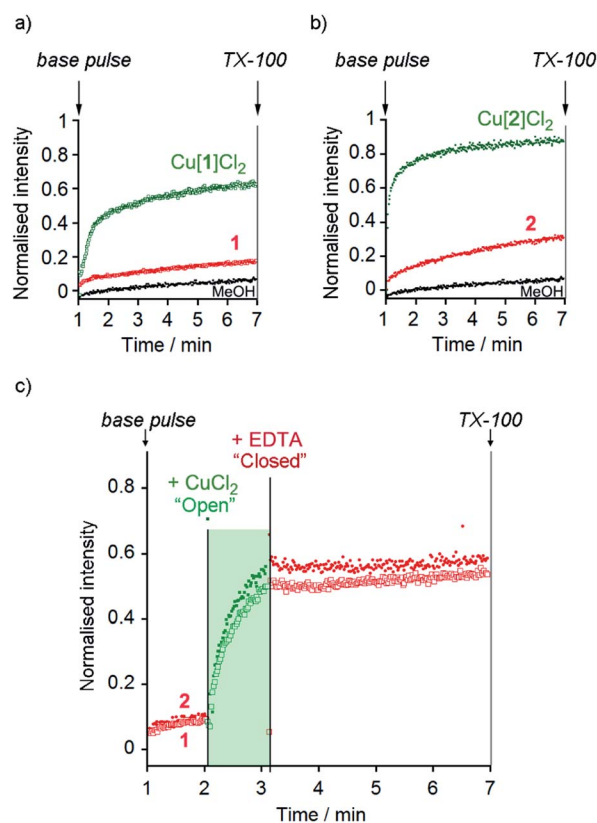 a)
base pulse
TX-100
Normalised intensity
1
0.8
0.6
0.4
0.2
0
Cu[1]Cl₂
1
MeOH
1 2 3 4 5 6 7
Time / min
b)
base pulse
TX-100
Normalised intensity
1
0.8
0.6
0.4
0.2
0
Cu[2]Cl₂
2
MeOH
1 2 3 4 5 6 7
Time / min
c)
base pulse
TX-100
+ EDTA
"Closed"
+ CuCl₂
"Open"
Normalised intensity
0.8
0.6
0.4
0.2
0
2
1
1 2 3 4 5 6 7
Time / min